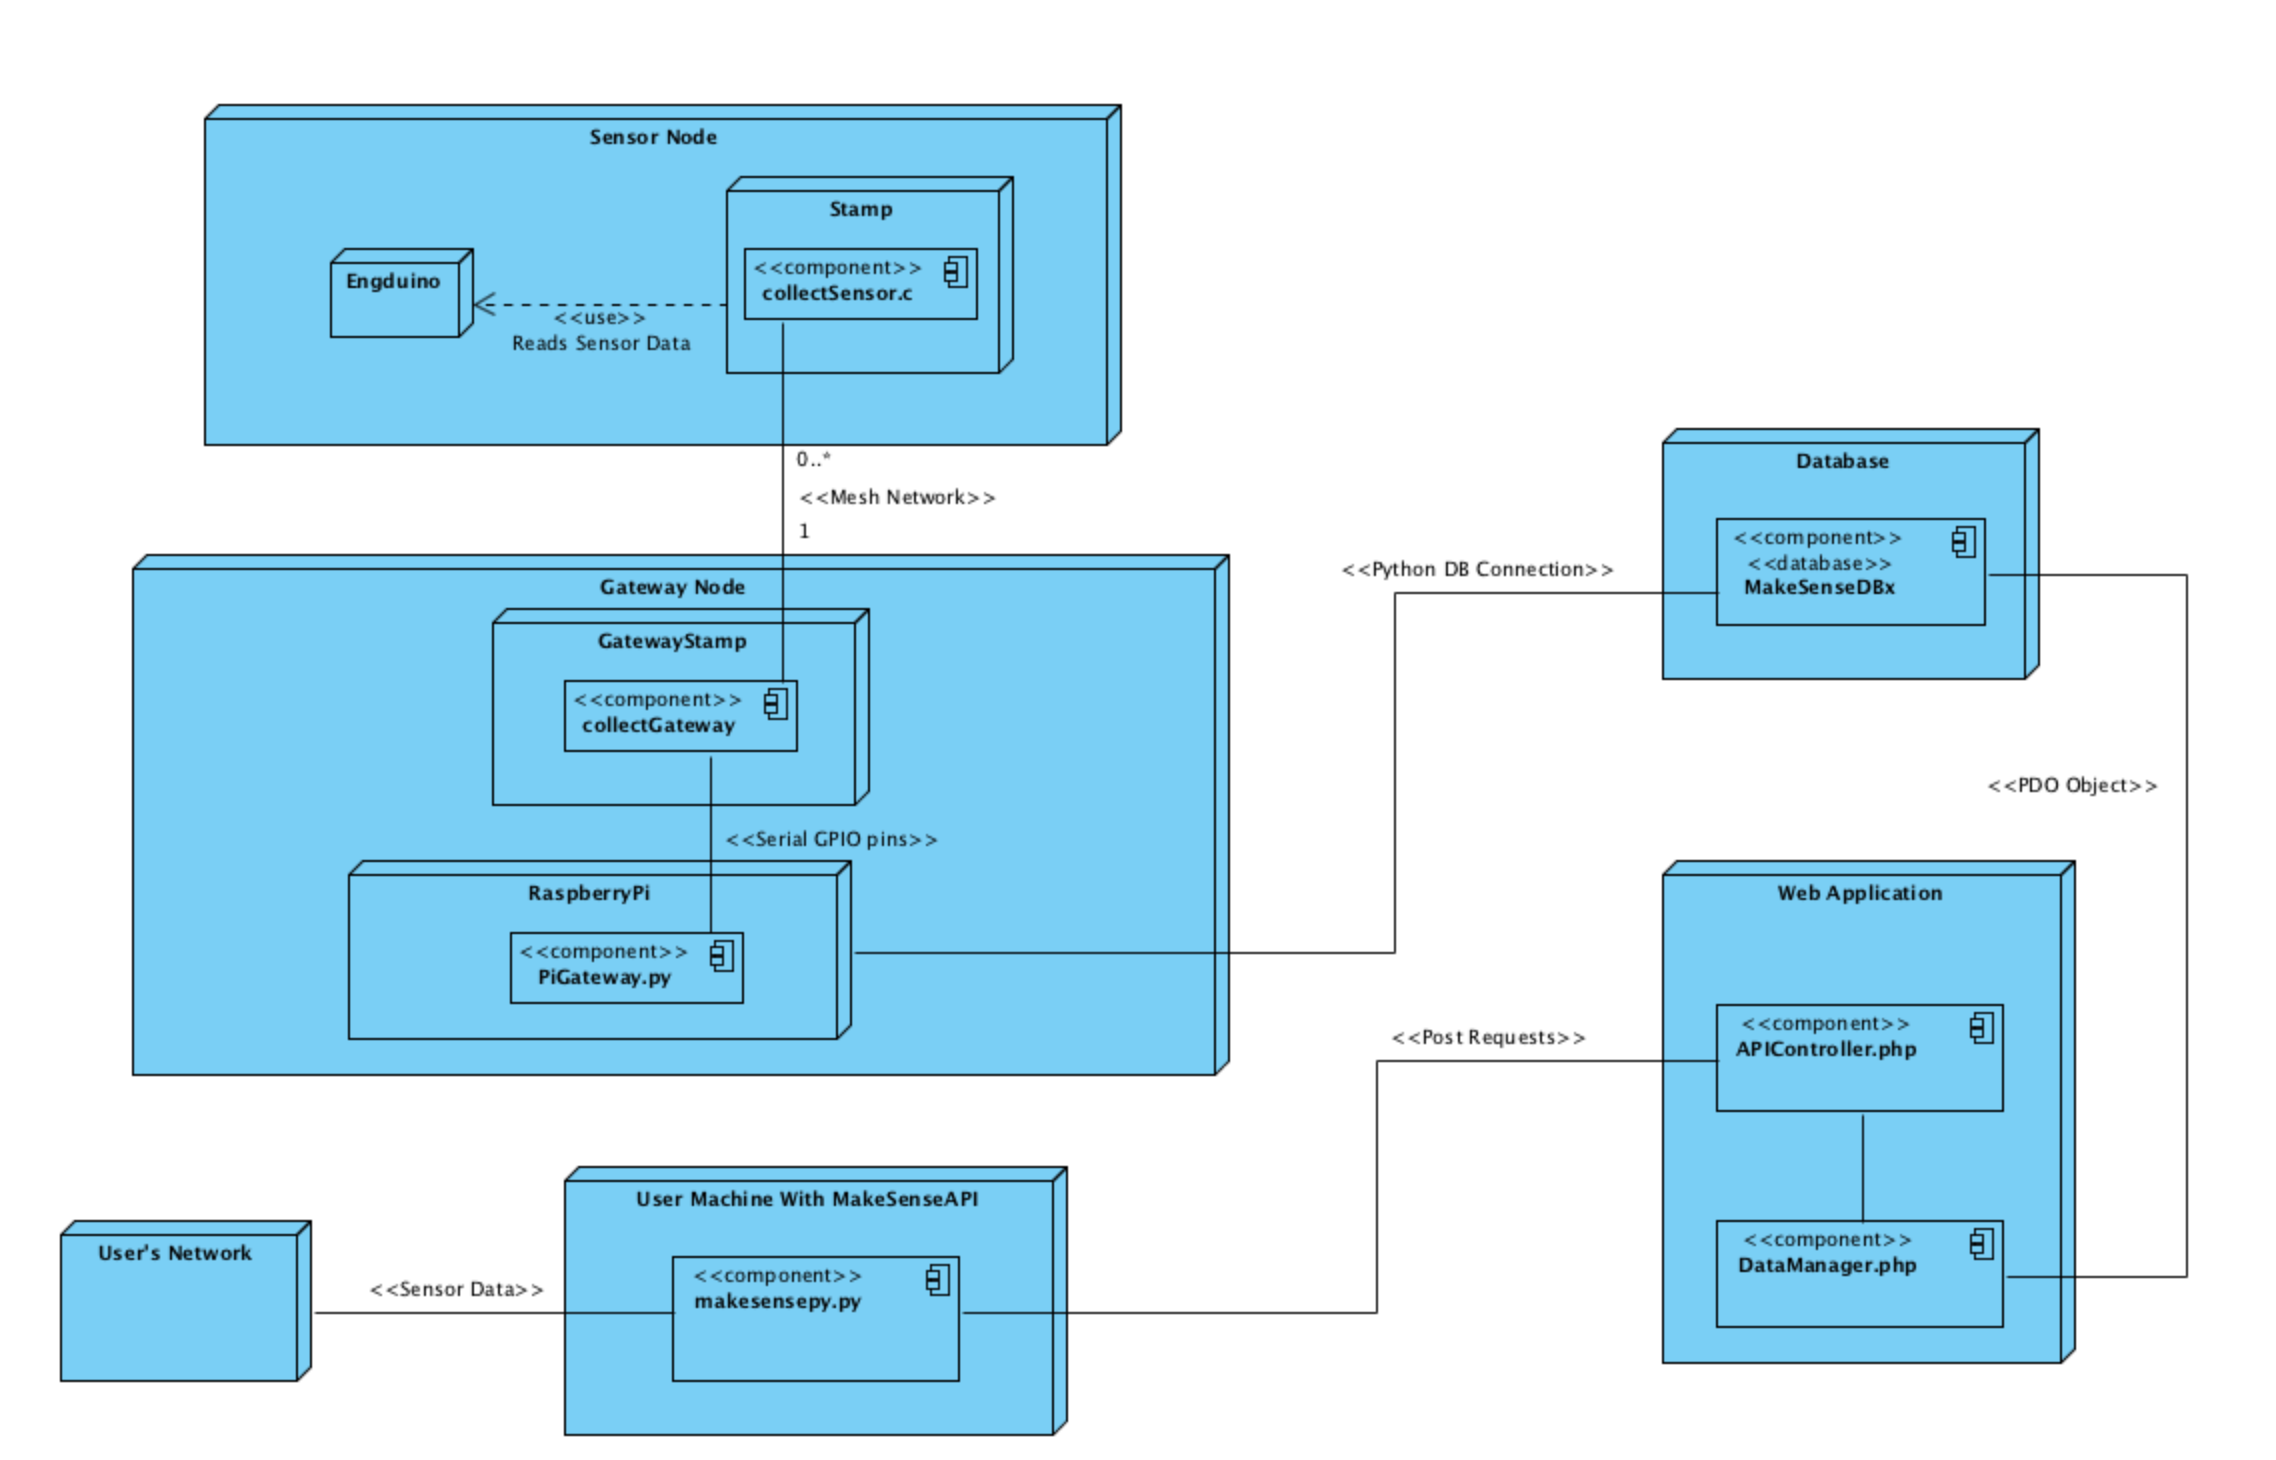 Sensor Node
Stamp
<<component>>
collectSensor.c
Engduino
<<use>>
Reads Sensor Data
0..*
<<Mesh Network>>
1
Gateway Node
GatewayStamp
<<component>>
collectGateway
<<Serial GPIO pins>>
RaspberryPi
<<component>>
PiGateway.py
Database
<<component>>
<<database>>
MakeSenseDBx
<<Python DB Connection>>
<<PDO Object>>
Web Application
<<component>>
APIController.php
<<Post Requests>>
<<component>>
DataManager.php
User Machine With MakeSenseAPI
<<component>>
makesensepy.py
User's Network
<<Sensor Data>>